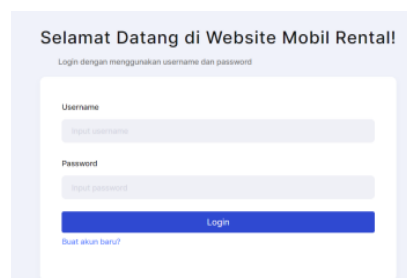 Selamat Datang di Website Mobil Rental!
Login dengan menggunakan username dan password
Username
Input username
Password
Input password
Login
Buat akun baru?